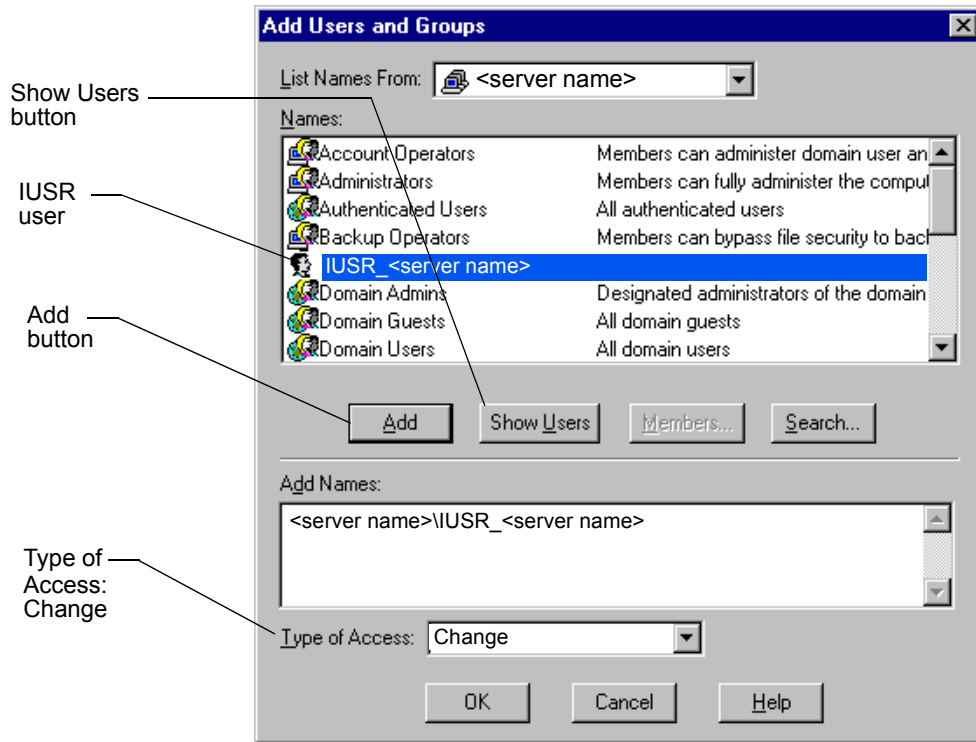 Add Users and Groups
List Names From: <server name>
Show Users
button
Names:
Account Operators Members can administer domain user an
Administrators Members can fully administer the comput
IUSR
user
Authenticated Users All authenticated users
Backup Operators Members can bypass file security to bac
IUSR_<server name>
Domain Admins Designated administrators of the domain
Add
button
Domain Guests All domain guests
Domain Users All domain users
Add Show Users Members... Search...
Add Names:
<server name>\IUSR_<server name>
Type of
Access:
Change
Type of Access: Change
OK Cancel Help